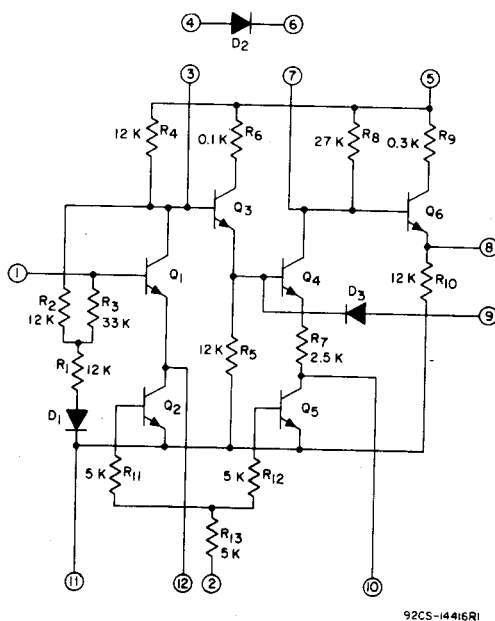 4 6
D2
3 7 5
12 K R4 R6 R8 R9
0.1 K 27 K 0.3 K
Q3 Q6
1 Q1 Q4 8
R2 R3 D3 R10
12 K 33 K 12 K
9
R1 12 K 12 K R5 R7
2.5 K
D1 Q2 Q5
5 K R11 5 K R12
R13
5 K
11 12 2 10
92CS-14416R1